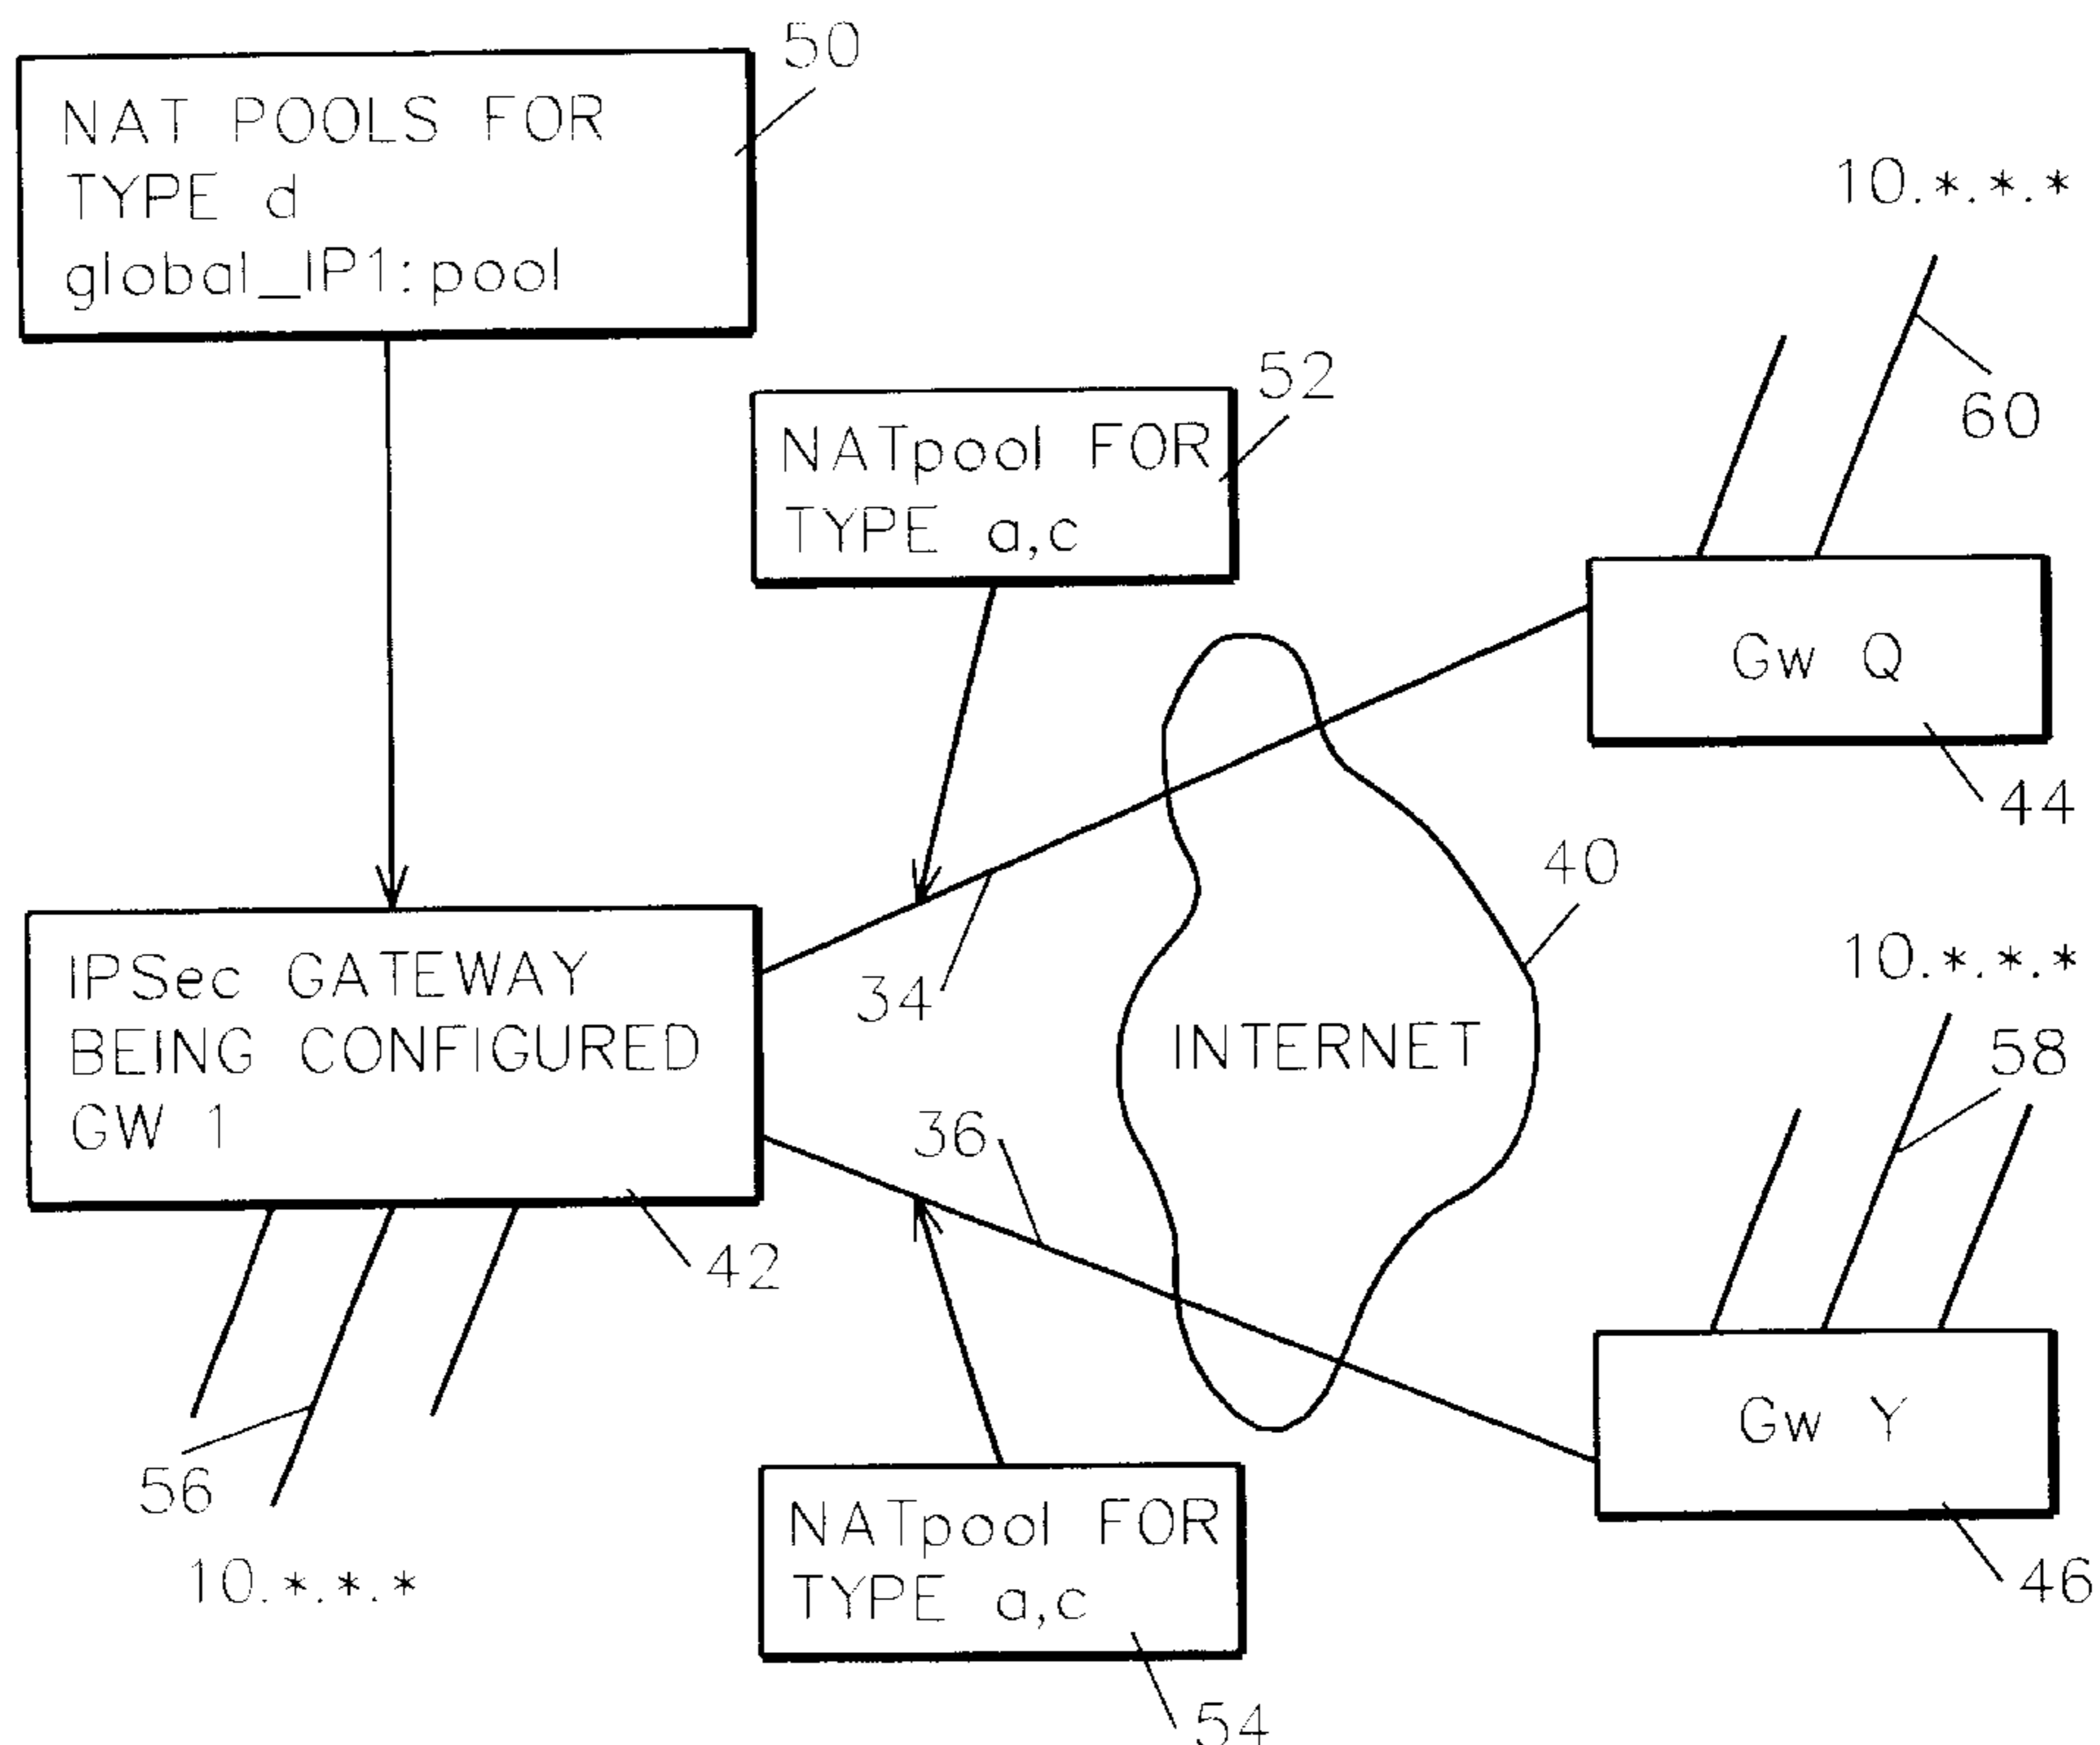 50
NAT POOLS FOR
TYPE d
global_IP1:pool
10.*.*.*
52
NATpool FOR
TYPE a,c
60
Gw Q
44
40
10.*.*.*
IPSec GATEWAY
BEING CONFIGURED
GW 1
34
INTERNET
58
36
42
Gw Y
56
10.*.*.*
NATpool FOR
TYPE a,c
46
54